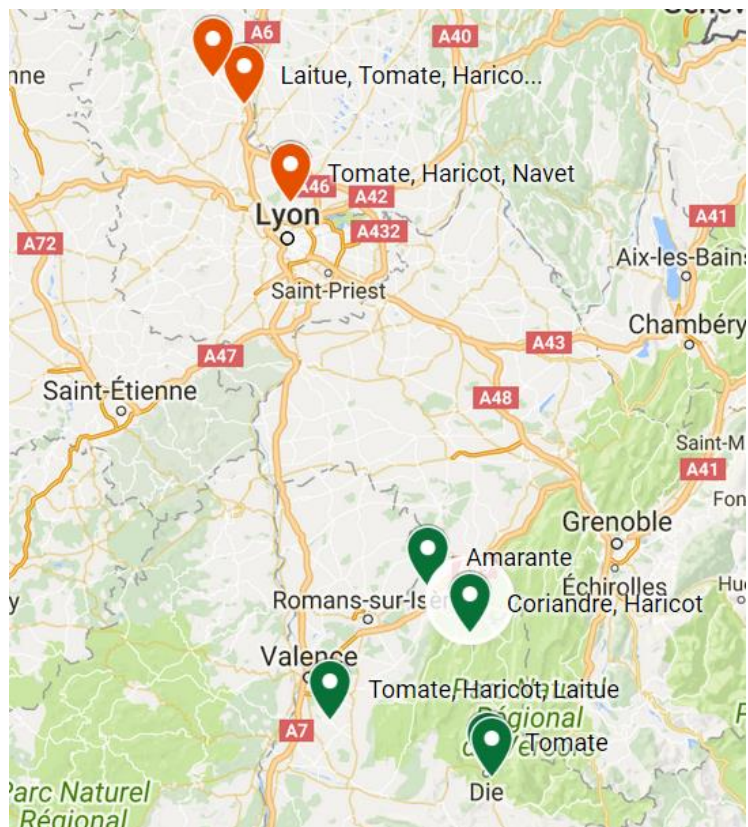 A6
A40
Laitue, Tomate, Harico...
Tomate, Haricot, Navet
A46
A42
Lyon
A432
A41
A72
Aix-les-Bains
Saint-Priest
Chambéry
A43
A47
Saint-Étienne
A48
Saint-M
A41
Fon
Grenoble
Amarante
Échirolles
Romans-sur-Isère
Coriandre, Haricot
Valence
Tomate, Haricot, Laitue
Régional
A7
Tomate
Die
Parc Naturel
Régional